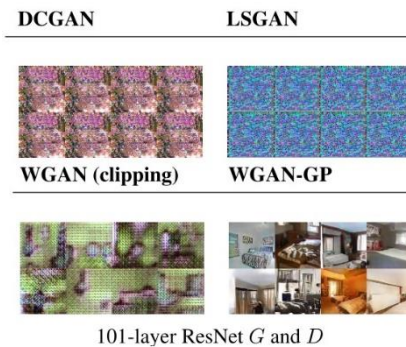 DCGAN LSGAN
WGAN (clipping) WGAN-GP
101-layer ResNet G and D